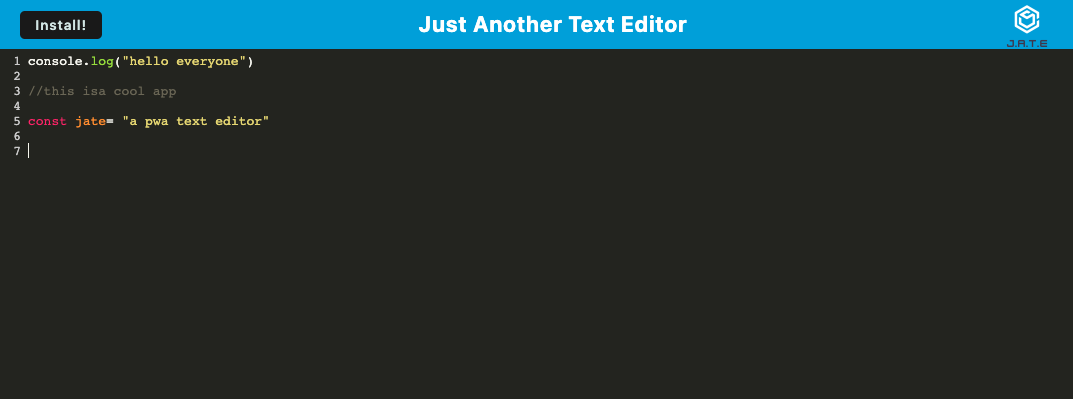 Install!
Just Another Text Editor
J.A.T.E
1 console.log("hello everyone")
2
3 //this isa cool app
4
5 const jate= "a pwa text editor"
6
7